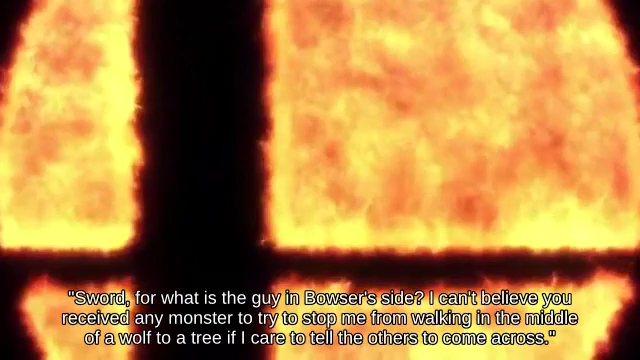 "Sword, for what is the guy in Bowser's side? I can't believe you
received any monster to try to stop me from walking in the middle
of a wolf to a tree if I care to tell the others to come across."